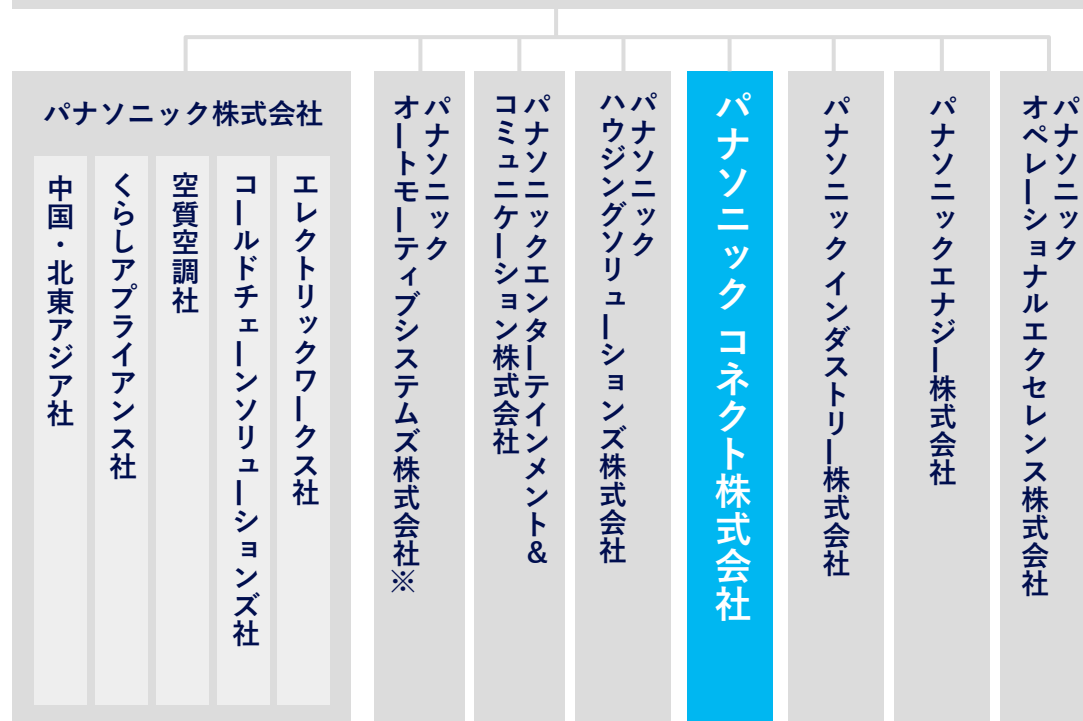 パナソニック株式会社
中国・北東アジア社
くらしアプライアンス社
空質空調社
コールドチェーンソリューションズ社
エレクトリックワークス社
パナソニック
オートモーティブシステムズ株式会社※
パナソニックエンターテインメント&
コミュニケーション株式会社
パナソニック
ハウジングソリューションズ株式会社
パナソニック コネクト株式会社
パナソニック インダストリー株式会社
パナソニック エナジー株式会社
パナソニック
オペレーショナルエクセレンス株式会社